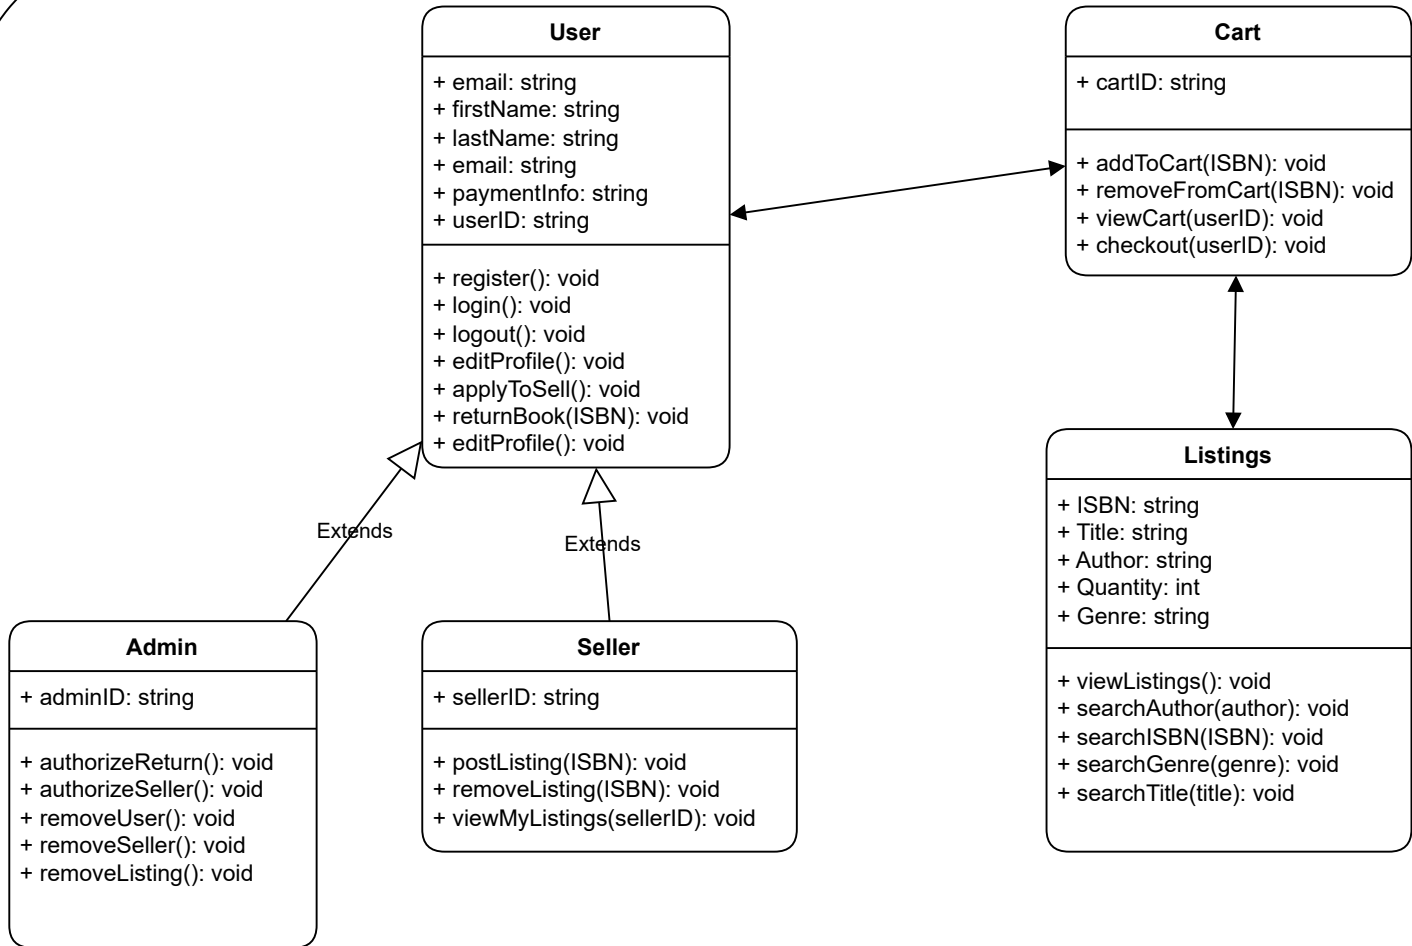 User
+ email: string
+ firstName: string
+ lastName: string
+ email: string
+ paymentInfo: string
+ userID: string
+ register(): void
+ login(): void
+ logout(): void
+ editProfile(): void
+ applyToSell(): void
+ returnBook(ISBN): void
+ editProfile(): void
Cart
+ cartID: string
+ addToCart(ISBN): void
+ removeFromCart(ISBN): void
+ viewCart(userID): void
+ checkout(userID): void
Extends
Extends
Listings
+ ISBN: string
+ Title: string
+ Author: string
+ Quantity: int
+ Genre: string
+ viewListings(): void
+ searchAuthor(author): void
+ searchISBN(ISBN): void
+ searchGenre(genre): void
+ searchTitle(title): void
Admin
+ adminID: string
+ authorizeReturn(): void
+ authorizeSeller(): void
+ removeUser(): void
+ removeSeller(): void
+ removeListing(): void
Seller
+ sellerID: string
+ postListing(ISBN): void
+ removeListing(ISBN): void
+ viewMyListings(sellerID): void